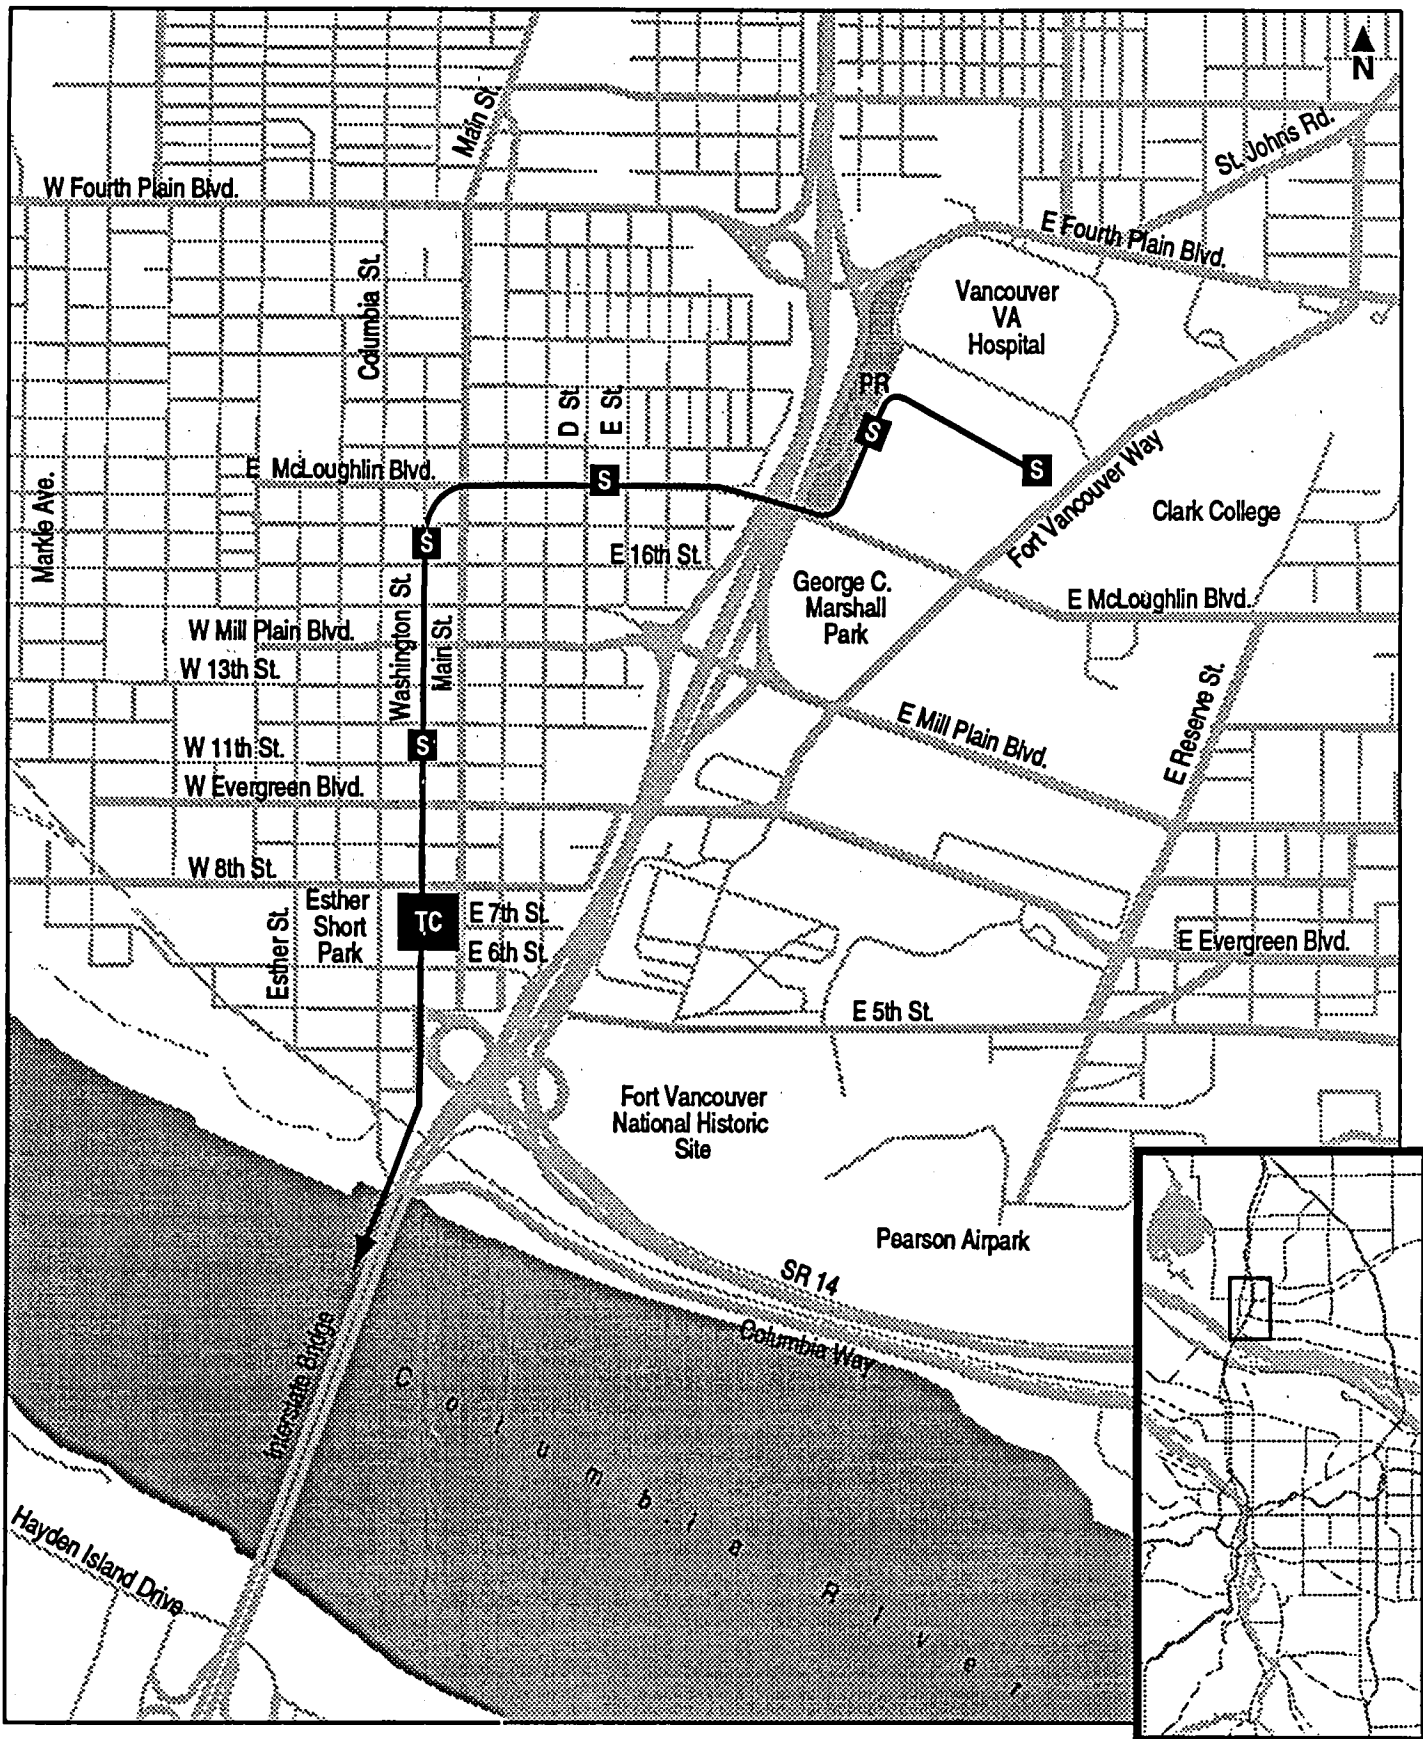 N
Main St.
St. Johns Rd.
W Fourth Plain Blvd.
E Fourth Plain Blvd.
Columbia St.
Vancouver
VA
Hospital
PR
D St.
E St.
S
S
E McLoughlin Blvd.
S
Markle Ave.
Fort Vancouver Way
Clark College
S
E 16th St.
George C.
Marshall
Park
E McLoughlin Blvd.
Washington St.
Main St.
W Mill Plain Blvd.
W 13th St.
E Reserve St.
E Mill Plain Blvd.
S
W 11th St.
W Evergreen Blvd.
W 8th St.
Esther
Short
Park
TC
E 7th St.
E 6th St.
Esther St.
E Evergreen Blvd.
E 5th St.
Fort Vancouver
National Historic
Site
Pearson Airpark
SR 14
Columbia Way
Interstate Bridge
Columbia River
Hayden Island Drive